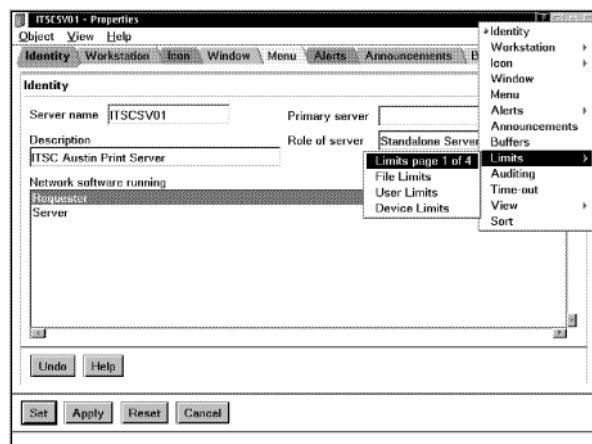 ITSCSV01 - Properties
Object View Help
Identity Workstation Icon Window Menu Alerts Announcements B
Identity
Server name ITSCSV01
Primary server
Description
Role of server Standalone Server
ITSC Austin Print Server
Network software running
Requester
Server
Identity
Workstation
Icon
Window
Menu
Alerts
Announcements
Buffers
Limits
Auditing
Time-out
View
Sort
Limits page 1 of 4
File Limits
User Limits
Device Limits
Undo Help
Set Apply Reset Cancel